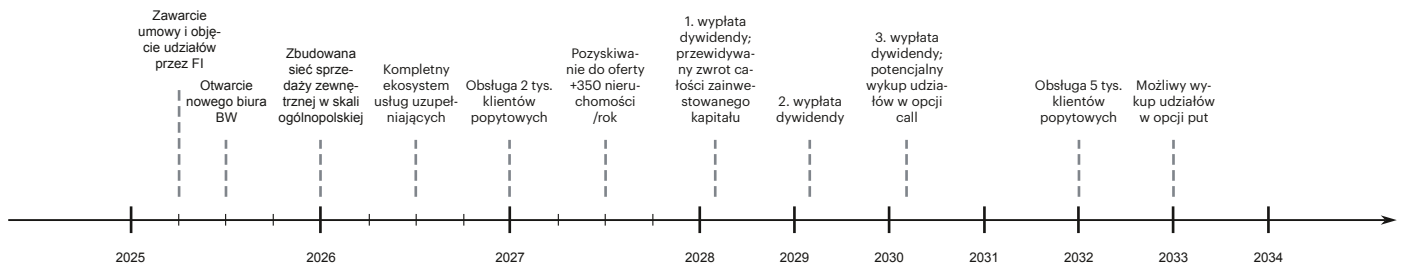 Zawarcie
umowy i obję-
cie udziałów
przez FI
Otwarcie
nowego biura
BW
Zbudowana
sieć sprze-
daży zewnę-
trznej w skali
ogólnopolskiej
Kompletny
ekosystem
usług uzupeł-
niających
Obsługa 2 tys.
klientów
popytowych
Pozyskiwa-
nie do oferty
+350 nieru-
chomości
/rok
1. wypłata
dywidendy;
przewidywa-
ny zwrot ca-
łości zainwe-
stowanego
kapitału
2. wypłata
dywidendy
3. wypłata
dywidendy;
potencjalny
wykup udzia-
łów w opcji
call
Obsługa 5 tys.
klientów
popytowych
Możliwy wy-
kup udziałów
w opcji put
2025
2026
2027
2028
2029
2030
2031
2032
2033
2034